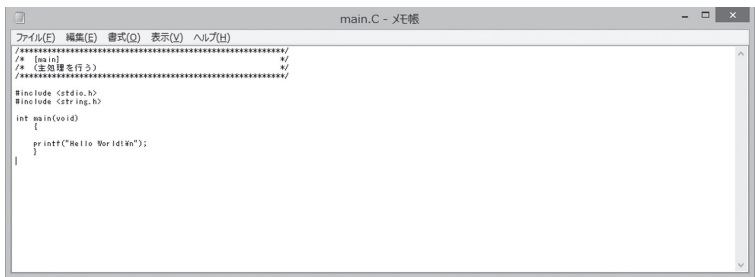 main.C - メモ帳
ファイル(F) 編集(E) 書式(O) 表示(V) ヘルプ(H)
/**********************************************************/
/* [main] */
/* (主処理を行う) */
/**********************************************************/
#include <stdio.h>
#include <string.h>
int main(void)
{
printf("Hello World!¥n");
}